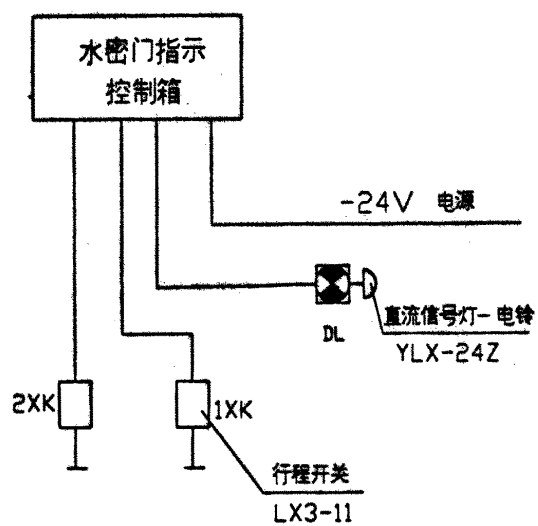 水密门指示
控制箱
-24V 电源
DL
直流信号灯-电铃
YLX-24Z
2XK
1XK
行程开关
LX3-11